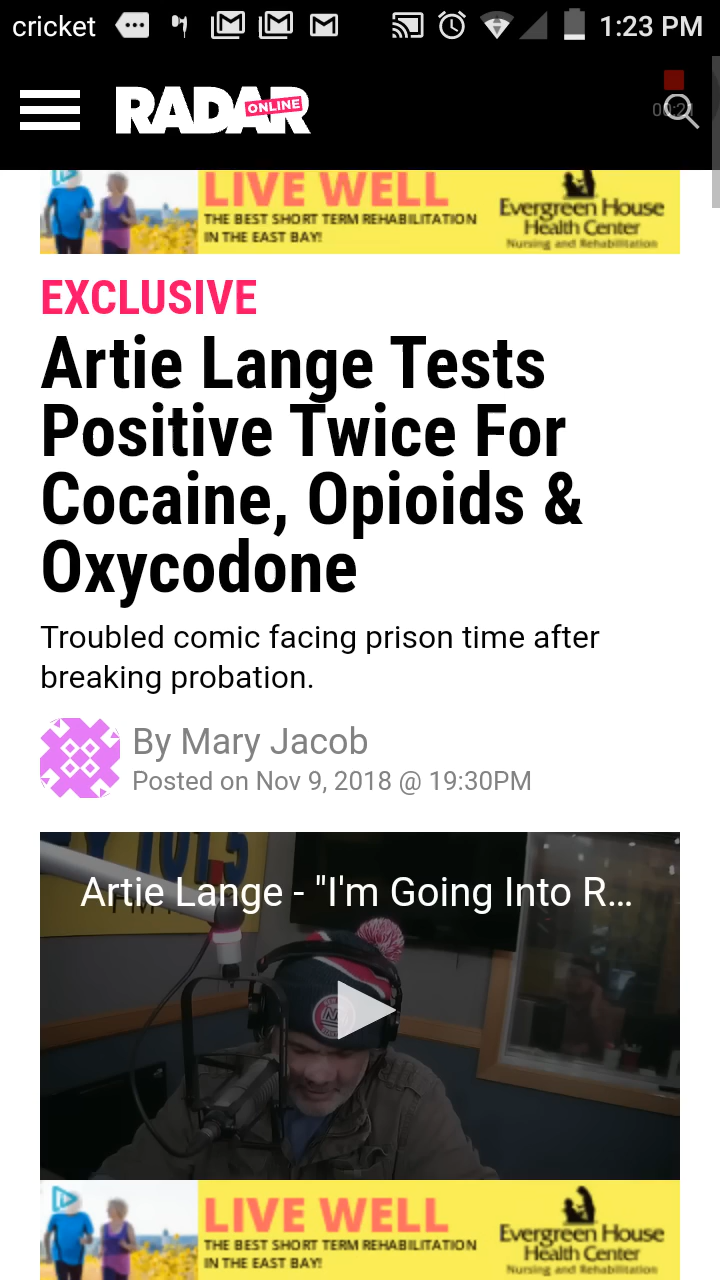 cricket
1:23 PM
RADAR
ONLINE
00:21
LIVE WELL
THE BEST SHORT TERM REHABILITATION
IN THE EAST BAY!
Evergreen House
Health Center
Nursing and Rehabilitation
EXCLUSIVE
Artie Lange Tests
Positive Twice For
Cocaine, Opioids &
Oxycodone
Troubled comic facing prison time after
breaking probation.
By Mary Jacob
Posted on Nov 9, 2018 @ 19:30PM
Artie Lange - "I'm Going Into R...
LIVE WELL
THE BEST SHORT TERM REHABILITATION
IN THE EAST BAY!
Evergreen House
Health Center
Nursing and Rehabilitation